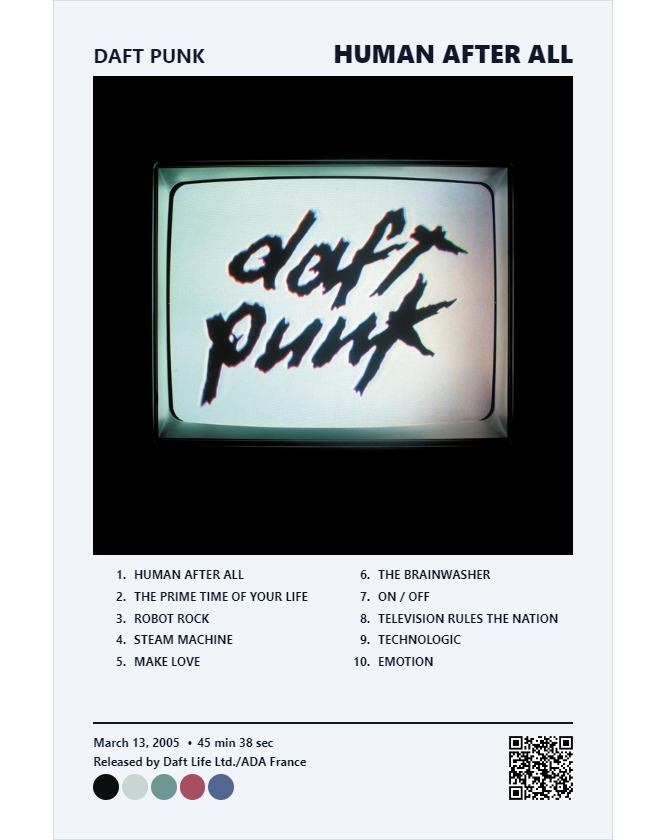 DAFT PUNK
HUMAN AFTER ALL
daft
punk
1. HUMAN AFTER ALL
2. THE PRIME TIME OF YOUR LIFE
3. ROBOT ROCK
4. STEAM MACHINE
5. MAKE LOVE
6. THE BRAINWASHER
7. ON / OFF
8. TELEVISION RULES THE NATION
9. TECHNOLOGIC
10. EMOTION
March 13, 2005 • 45 min 38 sec
Released by Daft Life Ltd./ADA France